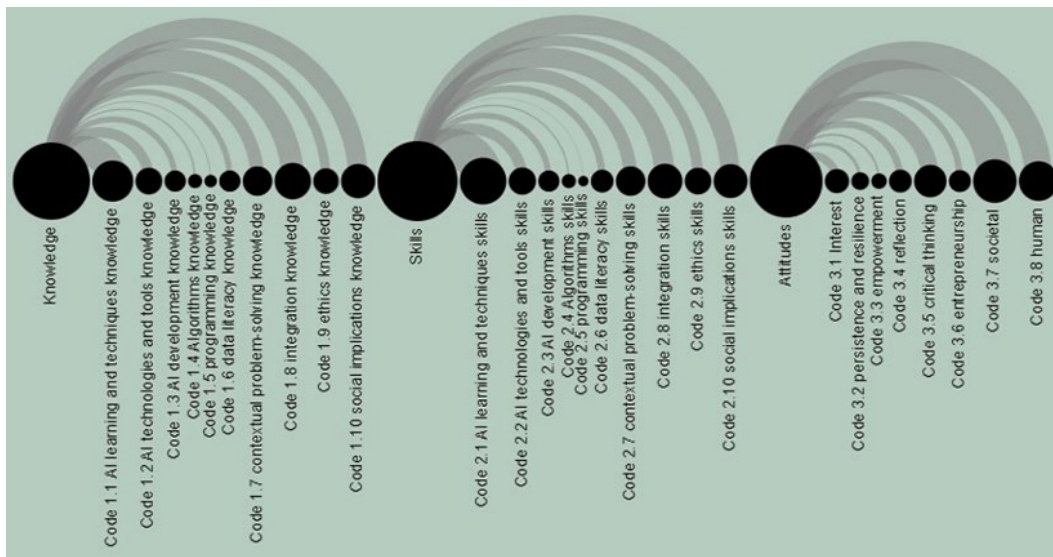 Knowledge
Code 1.1 AI learning and techniques knowledge
Code 1.2 AI technologies and tools knowledge
Code 1.3 AI development knowledge
Code 1.4 Algorithms knowledge
Code 1.5 programming knowledge
Code 1.6 data literacy knowledge
Code 1.7 contextual problem-solving knowledge
Code 1.8 integration knowledge
Code 1.9 ethics knowledge
Code 1.10 social implications knowledge
Skills
Code 2.1 AI learning and techniques skills
Code 2.2 AI technologies and tools skills
Code 2.3 AI development skills
Code 2.4 Algorithms skills
Code 2.5 programming skills
Code 2.6 data literacy skills
Code 2.7 contextual problem-solving skills
Code 2.8 integration skills
Code 2.9 ethics skills
Code 2.10 social implications skills
Attitudes
Code 3.1 Interest
Code 3.2 persistence and resilience
Code 3.3 empowerment
Code 3.4 reflection
Code 3.5 critical thinking
Code 3.6 entrepreneurship
Code 3.7 societal
Code 3.8 human